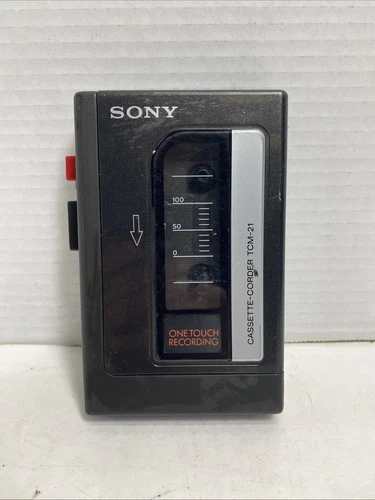 SONY
100
50
0
CASSETTE-CORDER TCM-21
ONE TOUCH
RECORDING